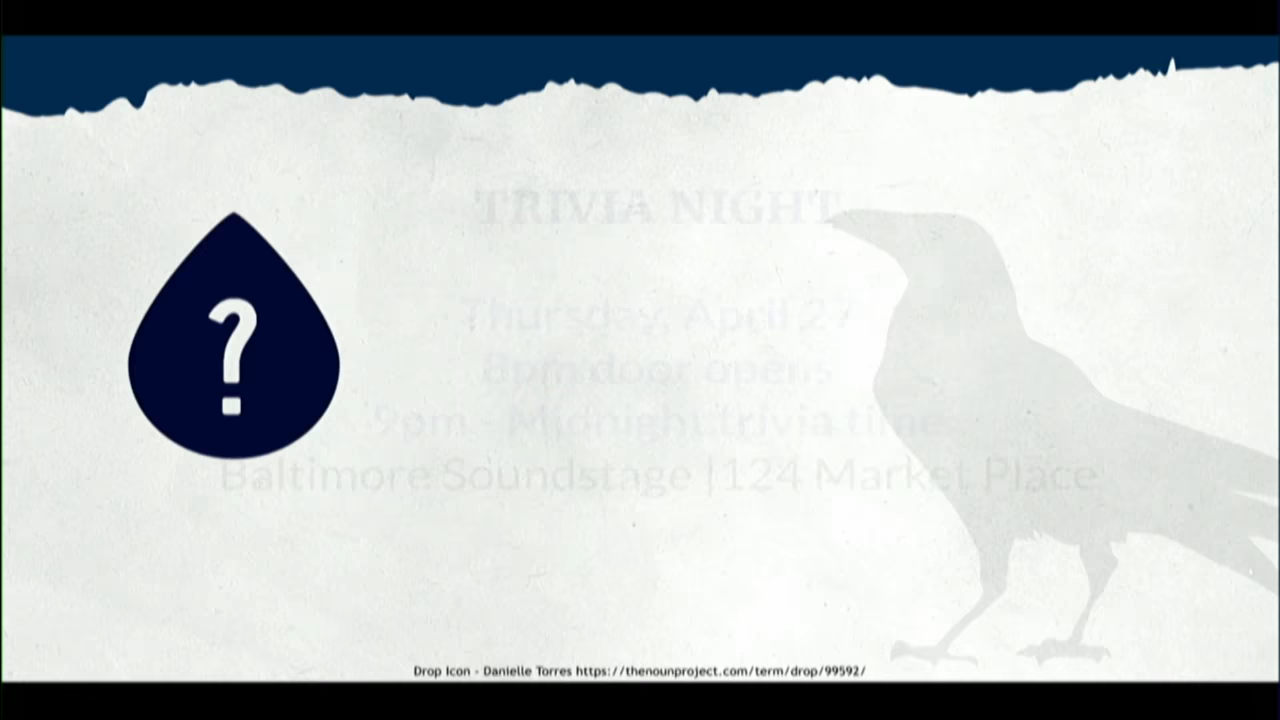 TRIVIA NIGHT
Thursday, April 27
8pm door opens
9pm - Midnight trivia time
Baltimore Soundstage | 124 Market Place
?
Drop Icon - Danielle Torres https://thenounproject.com/term/drop/99592/